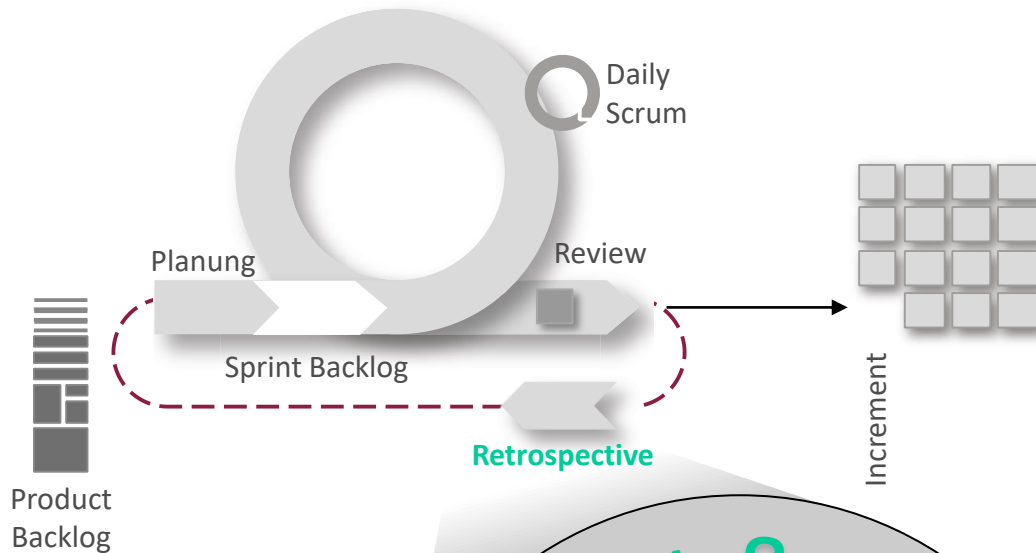 Daily
Scrum
Planung
Review
Sprint Backlog
Retrospective
Increment
Product
Backlog